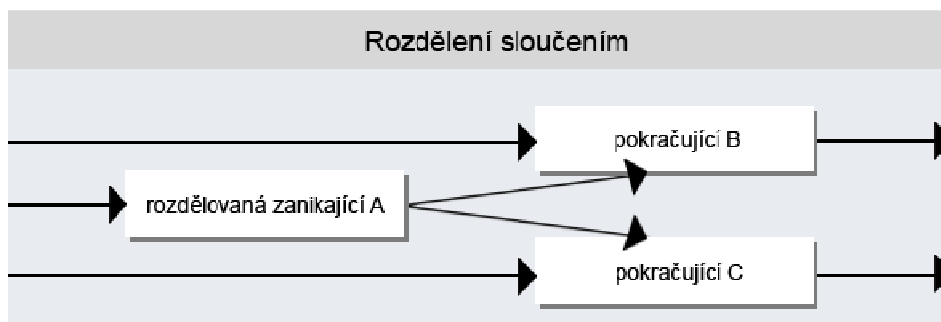 Rozdělení sloučením
pokračující B
rozdělovaná zanikající A
pokračující C